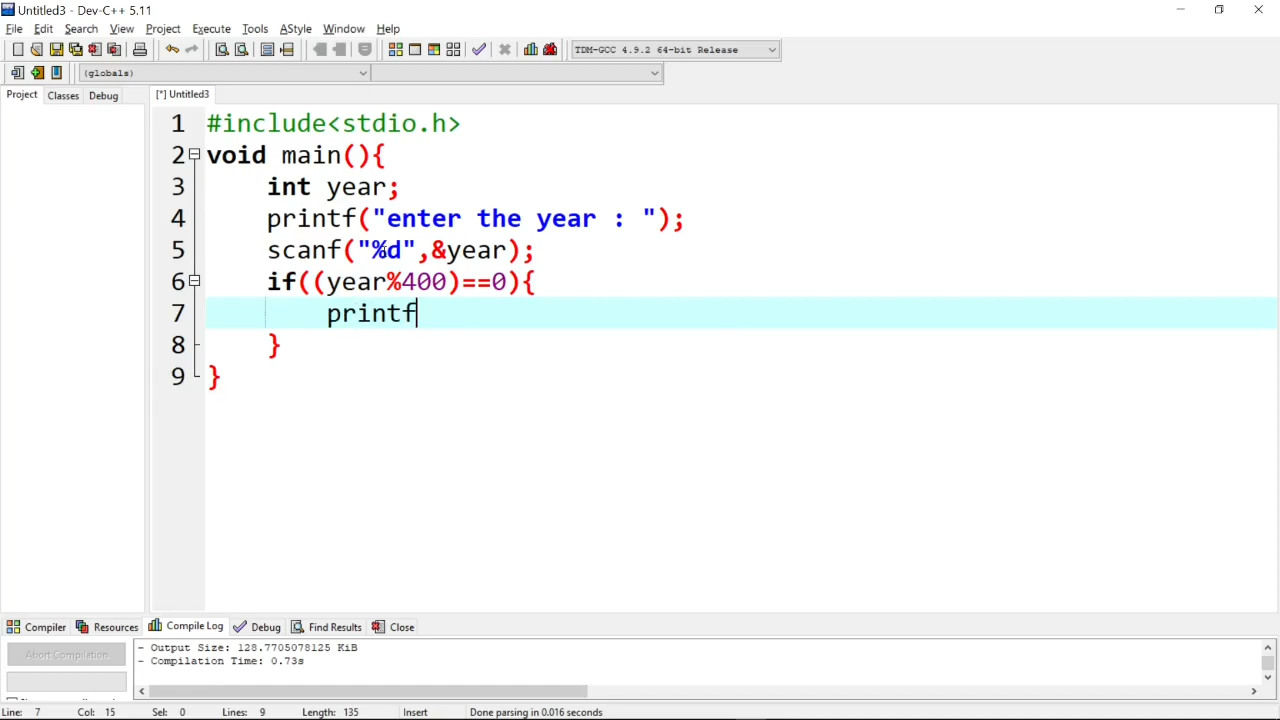 Untitled3 - Dev-C++ 5.11
File Edit Search View Project Execute Tools AStyle Window Help
TDM-GCC 4.9.2 64-bit Release
(globals)
Project Classes Debug [*] Untitled3
1 #include<stdio.h>
2 void main(){
3 int year;
4 printf("enter the year : ");
5 scanf("%d",&year);
6 if((year%400)==0){
7 printf
8 }
9 }
Compiler Resources Compile Log Debug Find Results Close
Abort Compilation
- Output Size: 128.7705078125 KiB
- Compilation Time: 0.73s
Line: 7 Col: 15 Sel: 0 Lines: 9 Length: 135 Insert Done parsing in 0.016 seconds